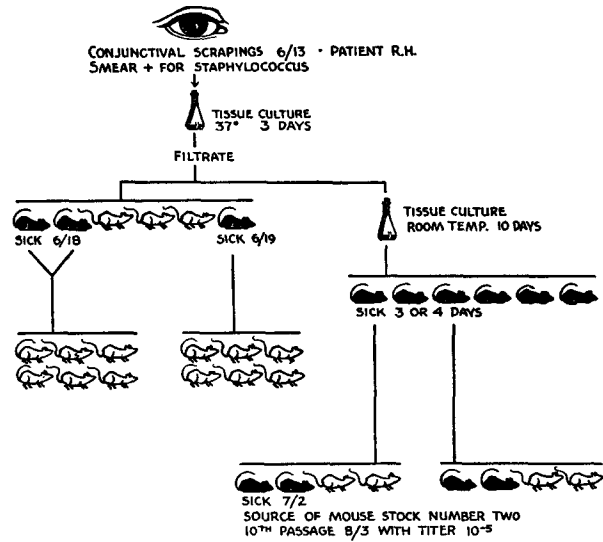 CONJUNCTIVAL SCRAPINGS 6/13 - PATIENT R.H.
SMEAR + FOR STAPHYLOCOCCUS
TISSUE CULTURE
37° 3 DAYS
FILTRATE
SICK 6/18
SICK 6/19
TISSUE CULTURE
ROOM TEMP. 10 DAYS
SICK 3 OR 4 DAYS
SICK 7/2
SOURCE OF MOUSE STOCK NUMBER TWO
10TH PASSAGE 8/3 WITH TITER 10-5